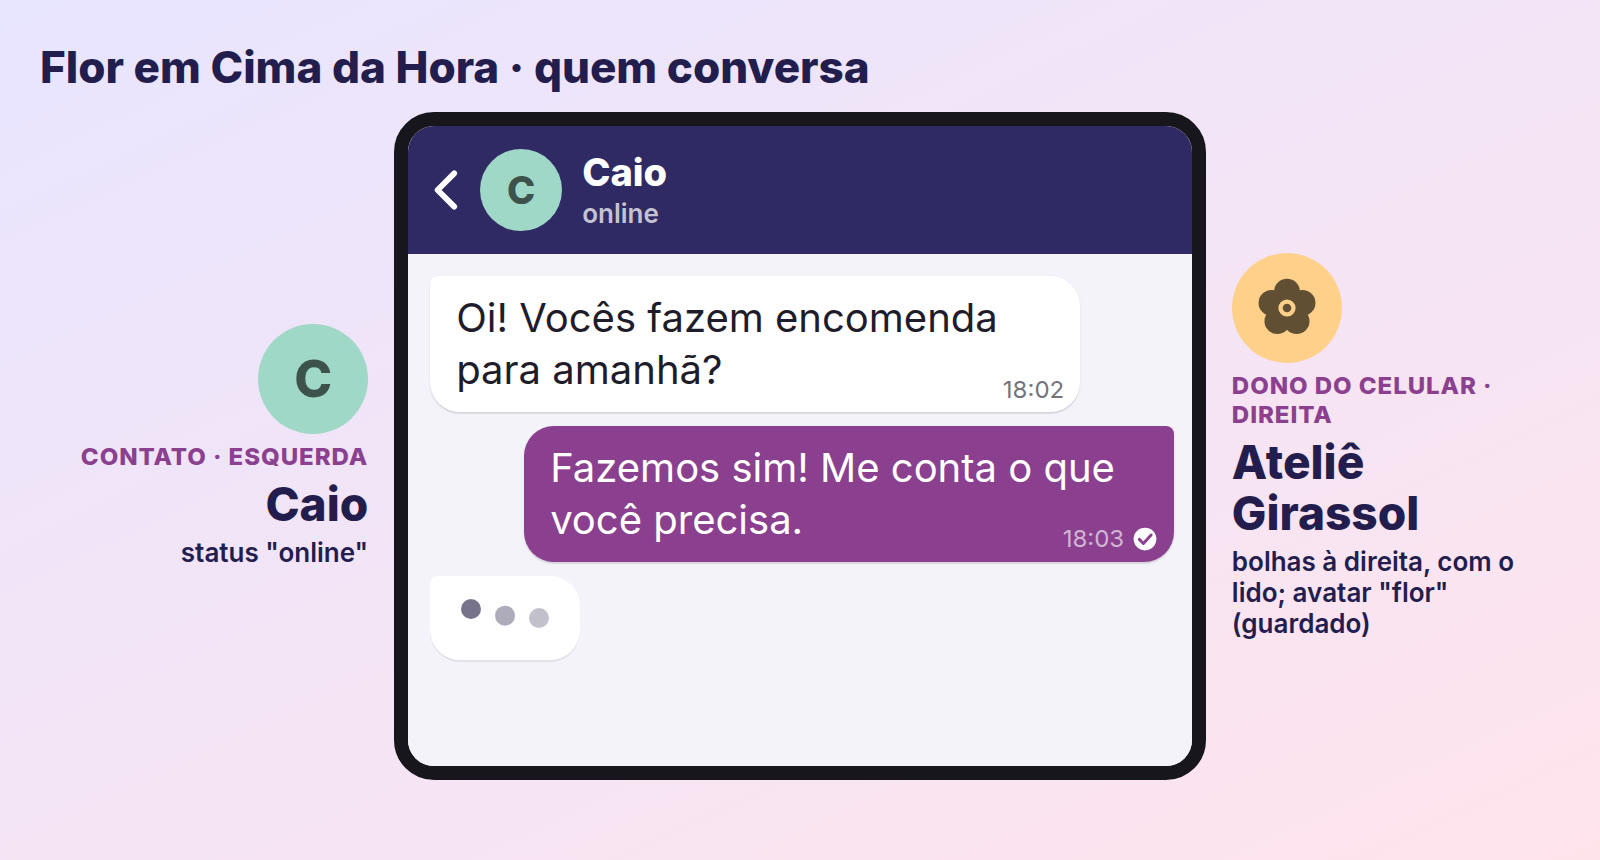 Flor em Cima da Hora · quem conversa
C
Caio
online
Oi! Vocês fazem encomenda
para amanhã?
18:02
Fazemos sim! Me conta o que
você precisa.
18:03
C
CONTATO · ESQUERDA
Caio
status "online"
DONO DO CELULAR ·
DIREITA
Ateliê
Girassol
bolhas à direita, com o
lido; avatar "flor"
(guardado)